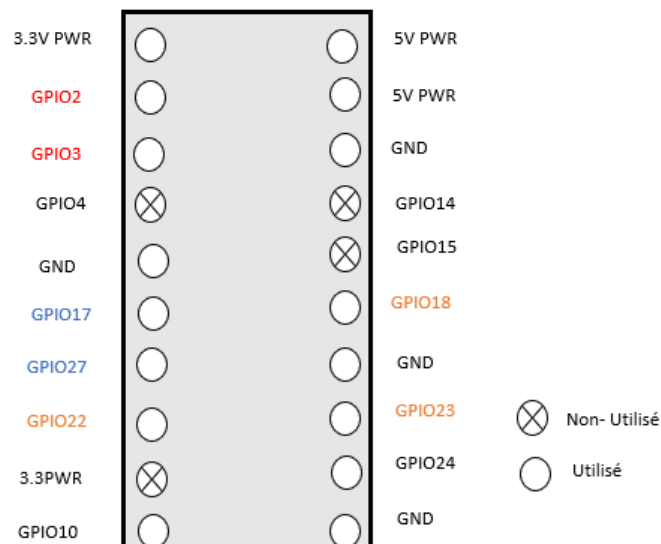 3.3V PWR 5V PWR
GPIO2 5V PWR
GPIO3 GND
GPIO4 GPIO14
GND GPIO15
GPIO17 GPIO18
GPIO27 GND
GPIO22 GPIO23 Non- Utilisé
3.3PWR GPIO24 Utilisé
GPIO10 GND